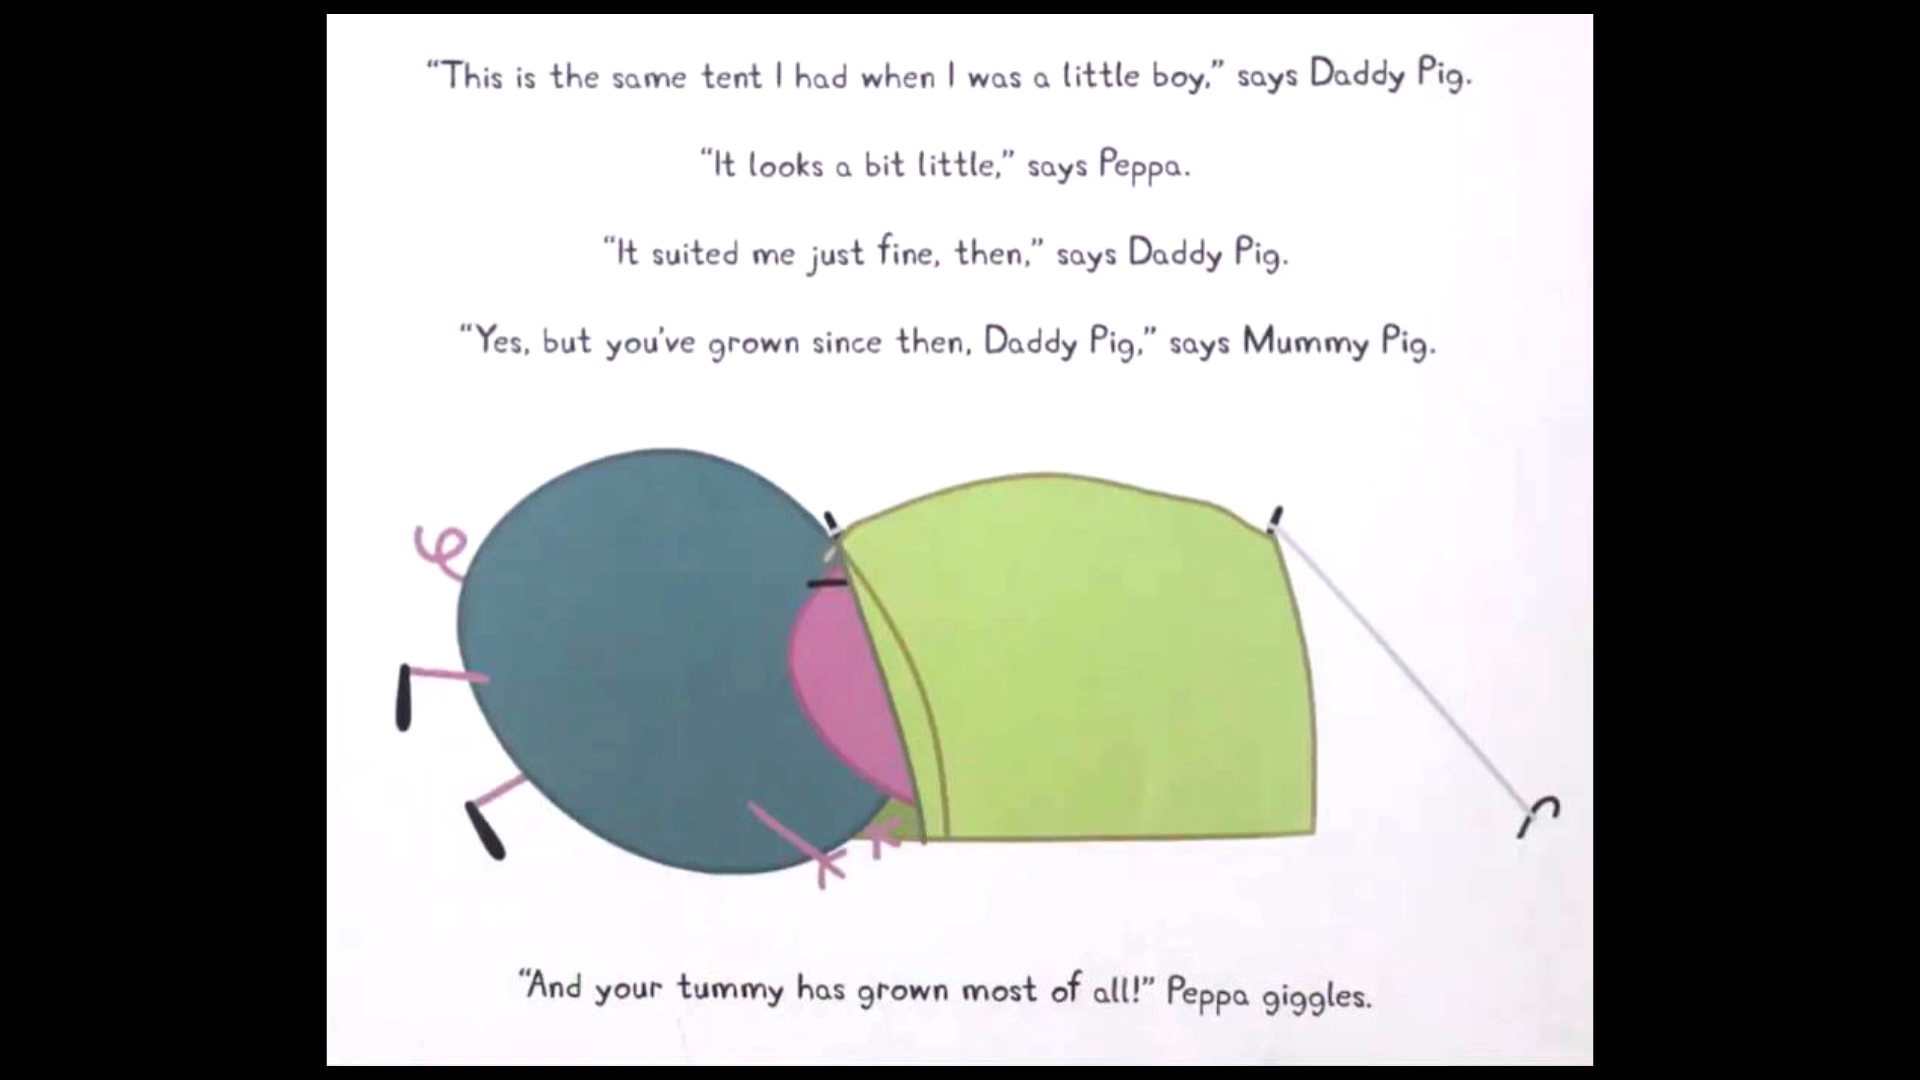 “This is the same tent I had when I was a little boy,” says Daddy Pig.
“It looks a bit little,” says Peppa.
“It suited me just fine, then,” says Daddy Pig.
“Yes, but you’ve grown since then, Daddy Pig,” says Mummy Pig.
“And your tummy has grown most of all!” Peppa giggles.